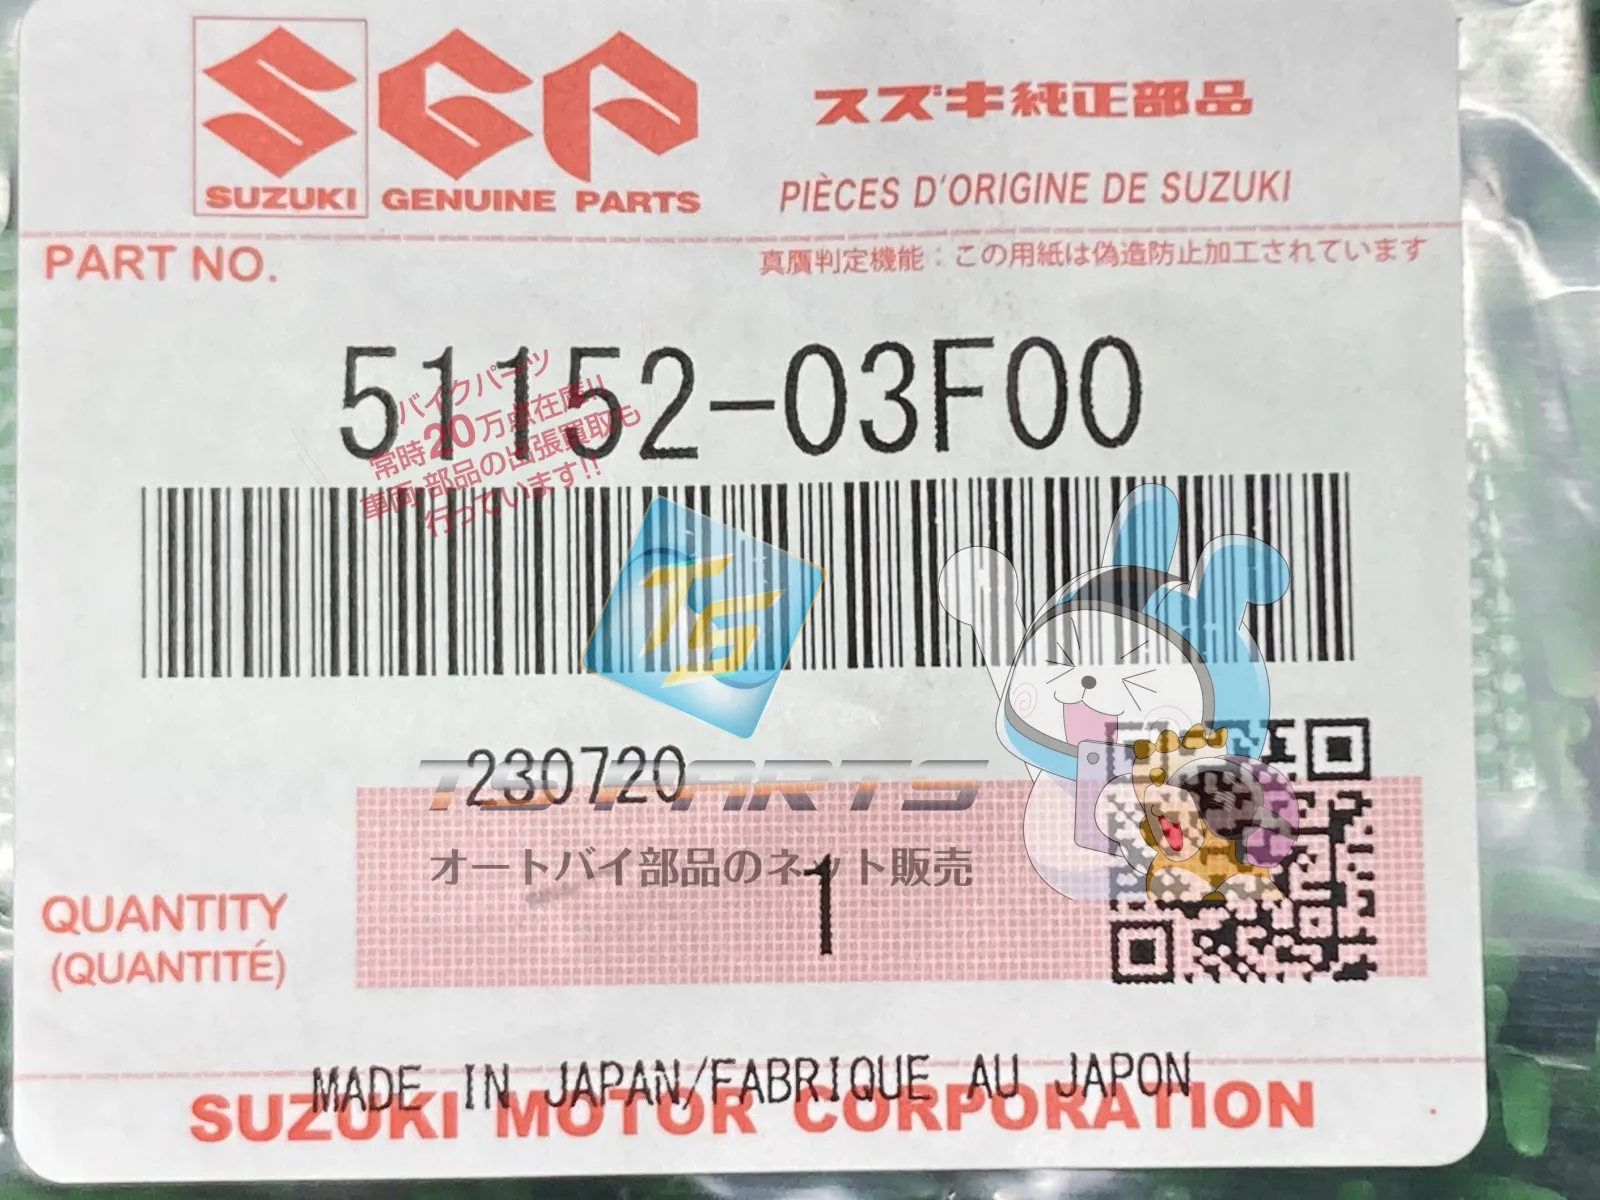 SUZUKI GENUINE PARTS
スズキ純正部品
PIÈCES D'ORIGINE DE SUZUKI
PART NO.
真贋判定機能：この用紙は偽造防止加工されています
51152-03F00
バイクパーツ
常時20万点在庫!!
車両・部品の出張買取も
行っています!!
TS
230720
TS PARTS
オートバイ部品のネット販売
QUANTITY
(QUANTITÉ)
1
MADE IN JAPAN/FABRIQUE AU JAPON
SUZUKI MOTOR CORPORATION